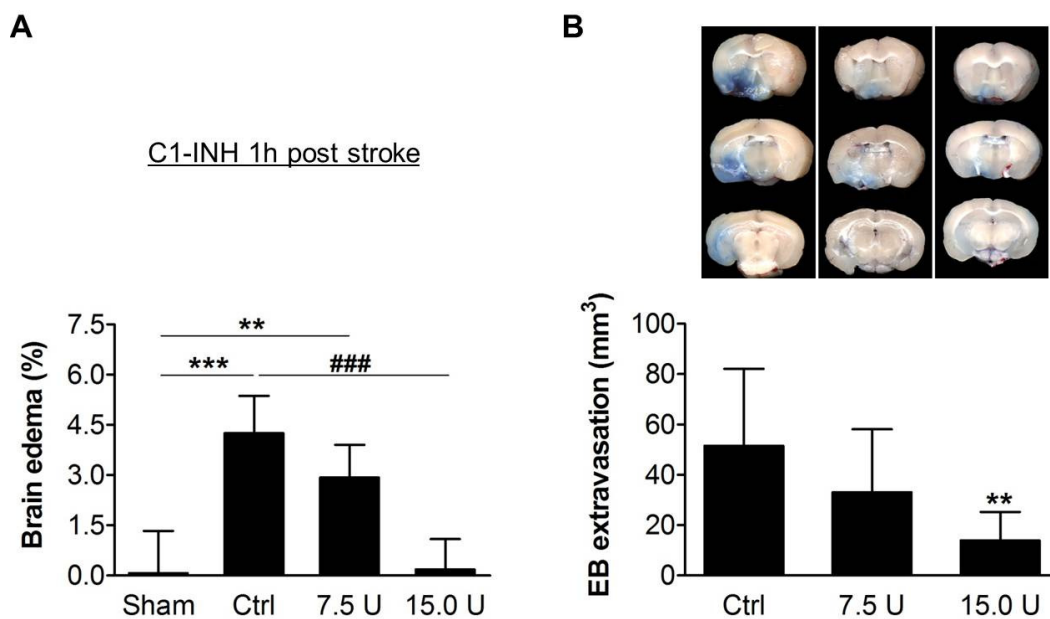 A
C1-INH 1h post stroke
Brain edema (%)
7.5
6.0
4.5
3.0
1.5
0.0
**
***
###
Sham Ctrl 7.5 U 15.0 U
B
EB extravasation (mm³)
100
80
60
40
20
0
**
Ctrl 7.5 U 15.0 U